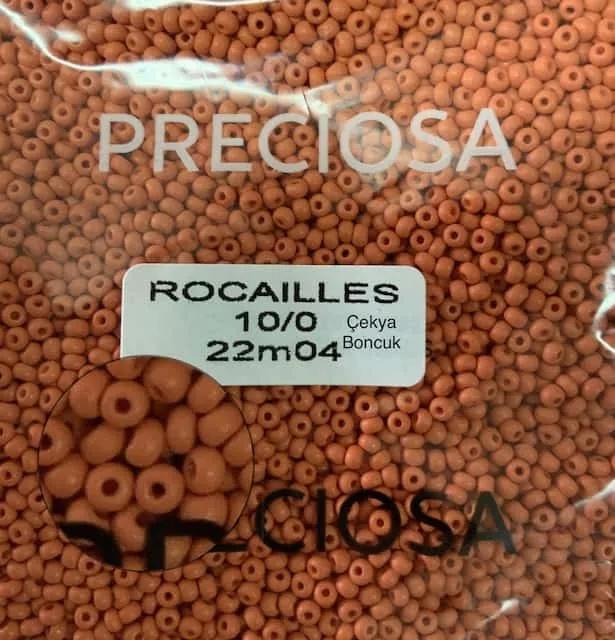 PRECIOSA
ROCAILLES
10/0
Çekya
22m04
Boncuk
CIOSA